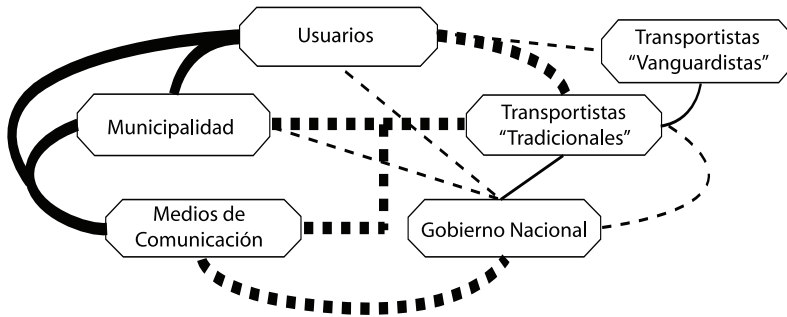 Usuarios
Transportistas
“Vanguardistas”
Municipalidad
Transportistas
“Tradicionales”
Medios de
Comunicación
Gobierno Nacional